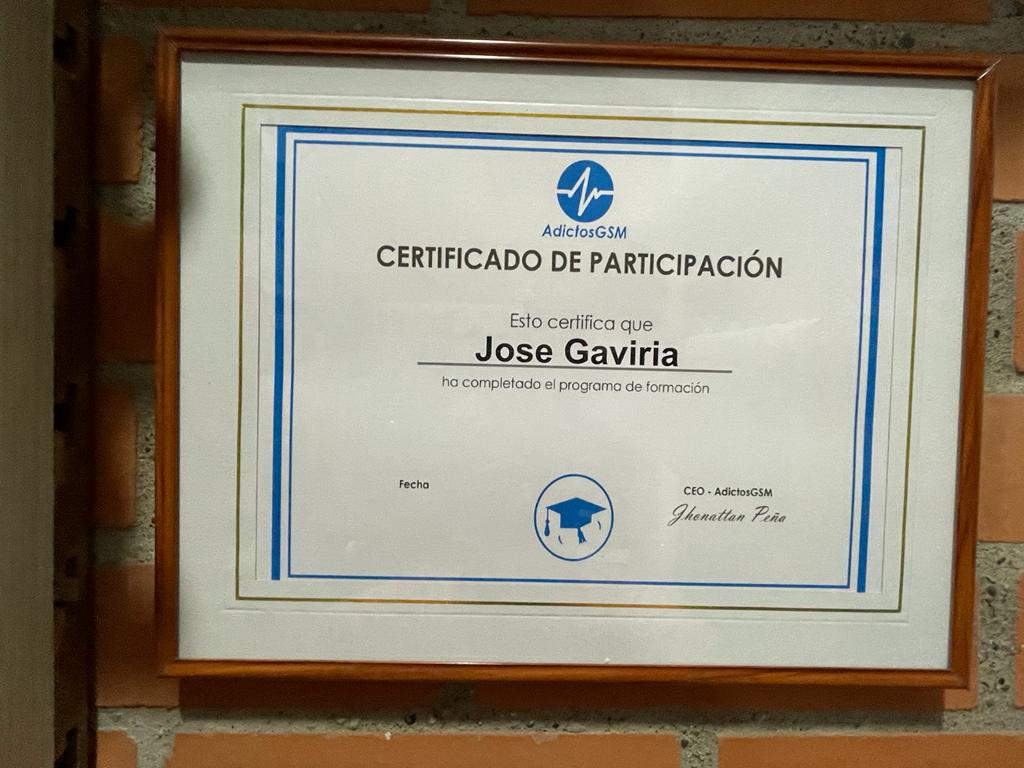 AdictosGSM
CERTIFICADO DE PARTICIPACIÓN
Esto certifica que
Jose Gaviria
ha completado el programa de formación
Fecha
CEO - AdictosGSM
Jhonattan Peña